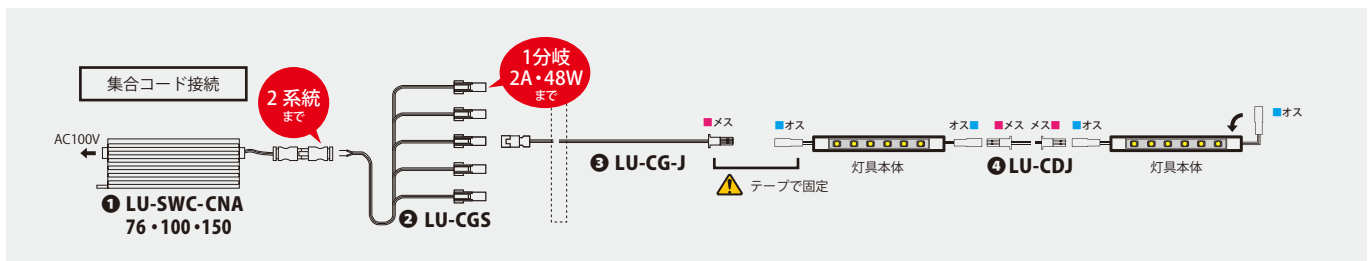 集合コード接続
AC100V
2系統
まで
1分岐
2A・48W
まで
❶ LU-SWC-CNA
76・100・150
❷ LU-CGS
❸ LU-CG-J
■メス
■オス
テープで固定
灯具本体
オス■
■メス
メス■
❹ LU-CDJ
■オス
灯具本体
■オス